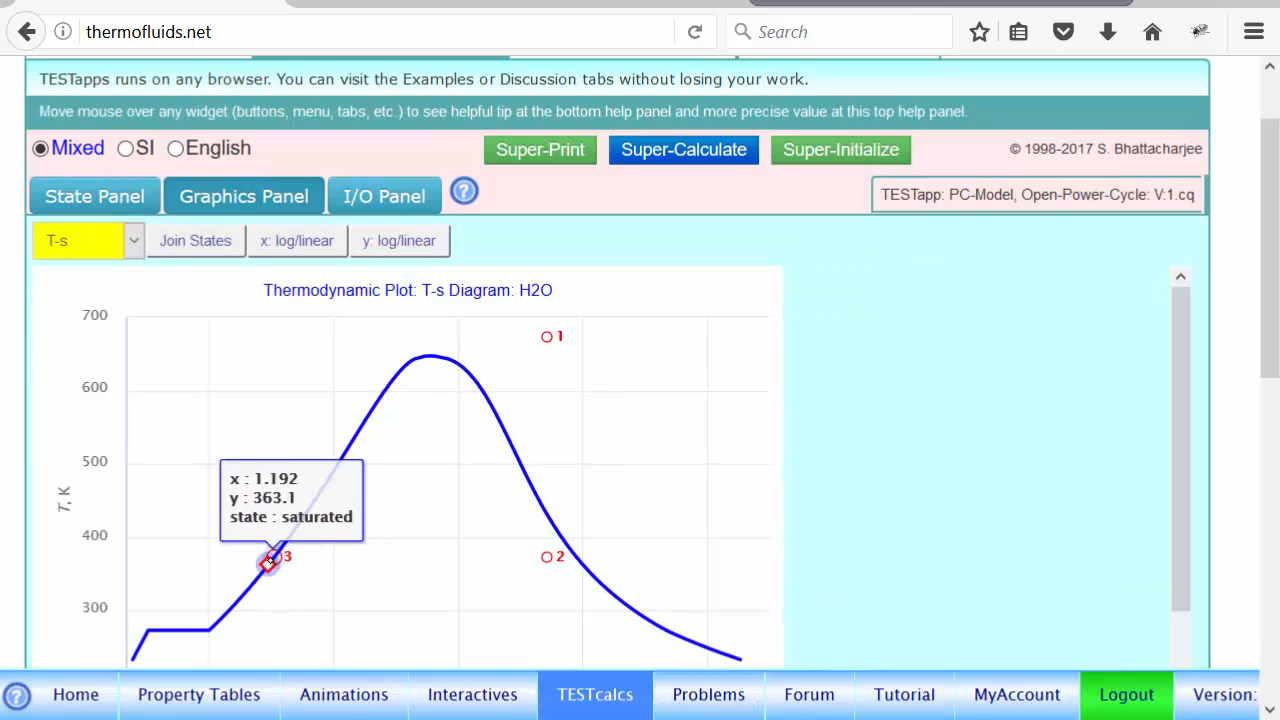 thermofluids.net
Search
TESTapps runs on any browser. You can visit the Examples or Discussion tabs without losing your work.
Move mouse over any widget (buttons, menu, tabs, etc.) to see helpful tip at the bottom help panel and more precise value at this top help panel.
Mixed SI English Super-Print Super-Calculate Super-Initialize © 1998-2017 S. Bhattacharjee
State Panel Graphics Panel I/O Panel ? TESTapp: PC-Model, Open-Power-Cycle: V:1.cq
T-s Join States x: log/linear y: log/linear
Thermodynamic Plot: T-s Diagram: H2O
700
1
600
500
x : 1.192
y : 363.1
state : saturated
T, K
400
3
2
300
? Home Property Tables Animations Interactives TESTcalcs Problems Forum Tutorial MyAccount Logout Version: